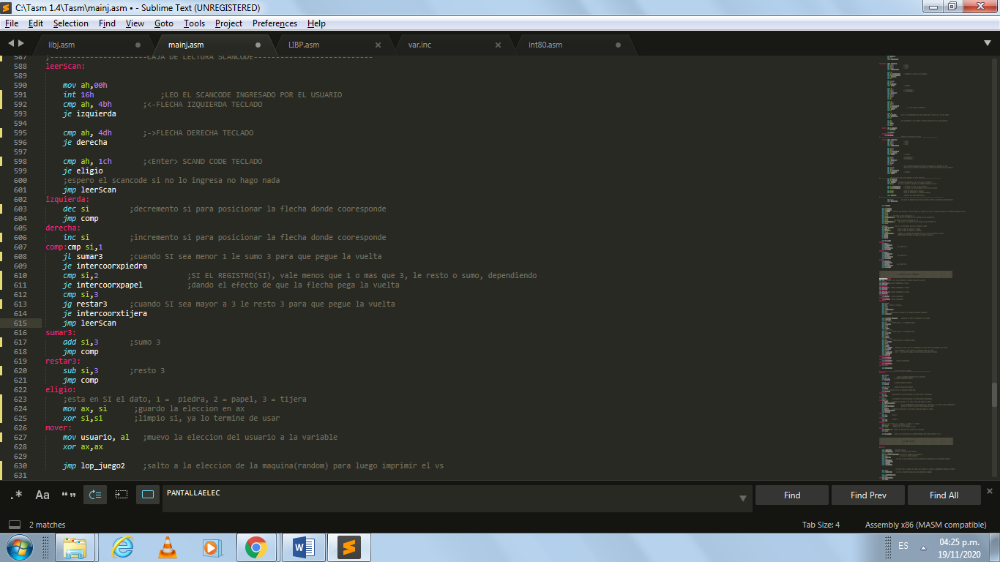 C:\Tasm 1.4\Tasm\mainj.asm • - Sublime Text (UNREGISTERED)
File Edit Selection Find View Goto Tools Project Preferences Help
libj.asm mainj.asm LIBP.asm var.inc int80.asm
587 ;----------------------CAJA DE LECTURA SCANCODE---------------------------
588 leerScan:
589
590 mov ah,00h
591 int 16h ;LEO EL SCANCODE INGRESADO POR EL USUARIO
592 cmp ah, 4bh ;<-FLECHA IZQUIERDA TECLADO
593 je izquierda
594
595 cmp ah, 4dh ;->FLECHA DERECHA TECLADO
596 je derecha
597
598 cmp ah, 1ch ;<Enter> SCAND CODE TECLADO
599 je eligio
600 ;espero el scancode si no lo ingresa no hago nada
601 jmp leerScan
602 izquierda:
603 dec si ;decremento si para posicionar la flecha donde cooresponde
604 jmp comp
605 derecha:
606 inc si ;incremento si para posicionar la flecha donde cooresponde
607 comp:cmp si,1
608 jl sumar3 ;cuando SI sea menor 1 le sumo 3 para que pegue la vuelta
609 je intercoorxpiedra
610 cmp si,2 ;SI EL REGISTRO(SI), vale menos que 1 o mas que 3, le resto o sumo, dependiendo
611 je intercoorxpapel ;dando el efecto de que la flecha pega la vuelta
612 cmp si,3
613 jg restar3 ;cuando SI sea mayor a 3 le resto 3 para que pegue la vuelta
614 je intercoorxtijera
615 jmp leerScan
616 sumar3:
617 add si,3 ;sumo 3
618 jmp comp
619 restar3:
620 sub si,3 ;resto 3
621 jmp comp
622 eligio:
623 ;esta en SI el dato, 1 =  piedra, 2 = papel, 3 = tijera
624 mov ax, si ;guardo la eleccion en ax
625 xor si,si ;limpio si, ya lo termine de usar
626 mover:
627 mov usuario, al ;muevo la eleccion del usuario a la variable
628 xor ax,ax
629
630 jmp lop_juego2 ;salto a la eleccion de la maquina(random) para luego imprimir el vs
631
.* Aa “” PANTALLAELEC Find Find Prev Find All
2 matches Tab Size: 4 Assembly x86 (MASM compatible)
ES 04:25 p.m.
19/11/2020